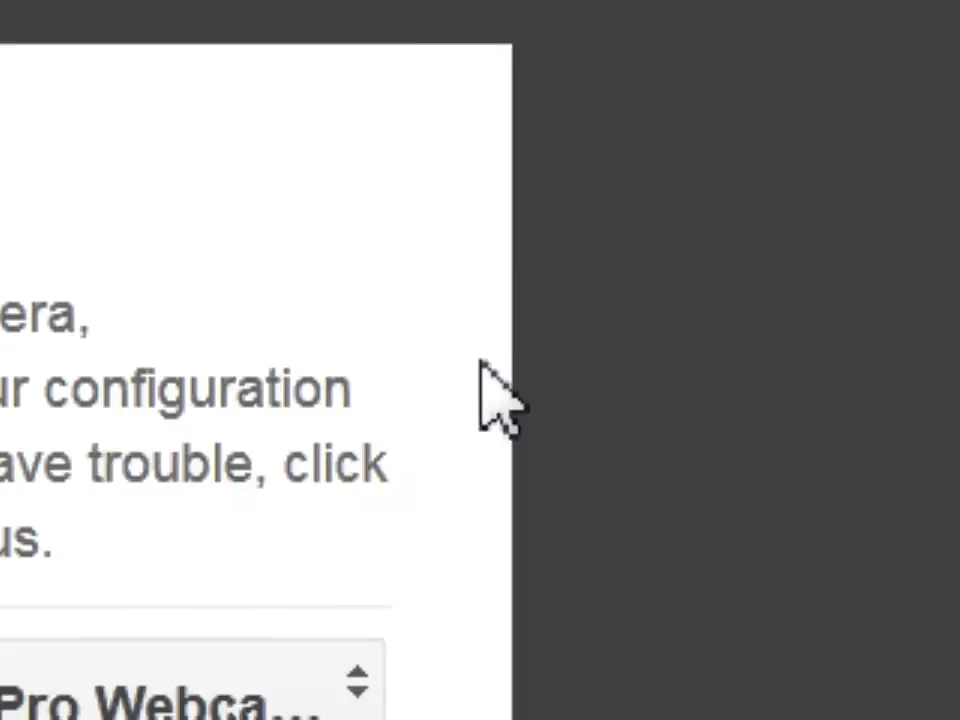 era,
ur configuration
ave trouble, click
us.
Pro Webca...